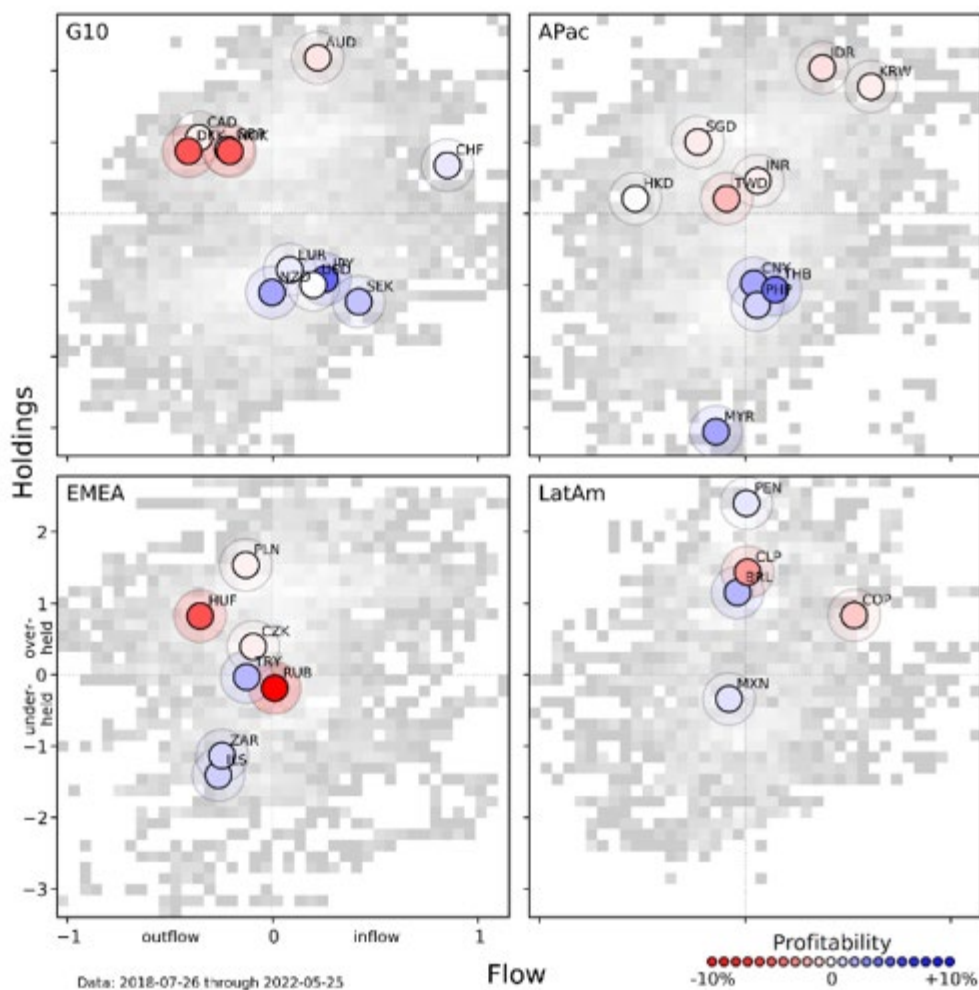 G10
AUD
CAD
DKK
NOK
CHF
EUR
JPY
USD
NZD
SEK
APac
IDR
KRW
SGD
INR
HKD
TWD
CNY
THB
PHP
MYR
Holdings
EMEA
PLN
HUF
CZK
TRY
RUB
ZAR
ILS
2
1
over-
held
0
under-
held
−1
−2
−3
LatAm
PEN
CLP
BRL
COP
MXN
−1
outflow
0
inflow
1
Data: 2018-07-26 through 2022-05-25
Flow
Profitability
-10%
0
+10%